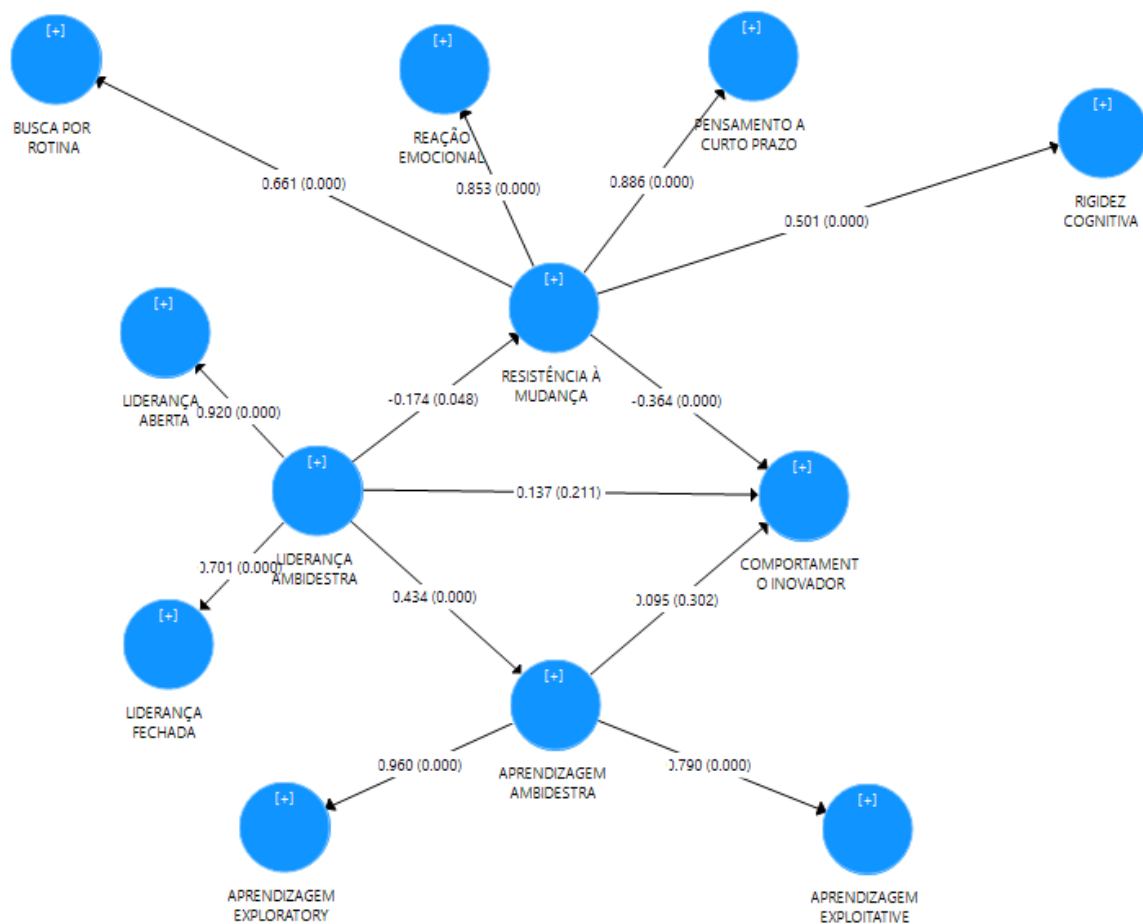 [+]
BUSCA POR
ROTINA
[+]
REAÇÃO
EMOCIONAL
[+]
PENSAMENTO A
CURTO PRAZO
[+]
RIGIDEZ
COGNITIVA
0.661 (0.000)
0.853 (0.000)
0.886 (0.000)
0.501 (0.000)
[+]
RESISTÊNCIA À
MUDANÇA
[+]
LIDERANÇA
ABERTA
0.920 (0.000)
-0.174 (0.048)
-0.364 (0.000)
[+]
LIDERANÇA
AMBIDESTRA
0.137 (0.211)
[+]
COMPORTAMENT
O INOVADOR
0.701 (0.000)
0.434 (0.000)
0.095 (0.302)
[+]
LIDERANÇA
FECHADA
[+]
APRENDIZAGEM
AMBIDESTRA
0.960 (0.000)
0.790 (0.000)
[+]
APRENDIZAGEM
EXPLORATORY
[+]
APRENDIZAGEM
EXPLOITATIVE